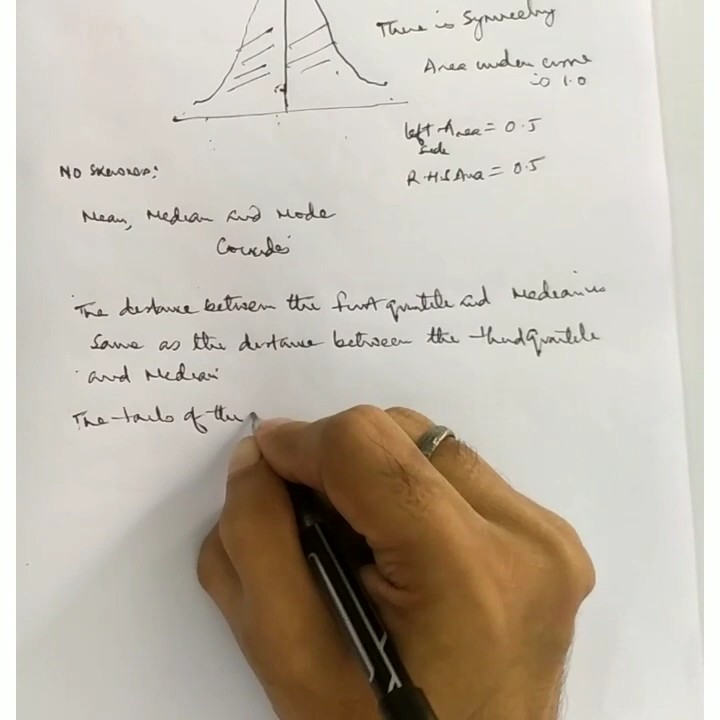 There is Symmetry
Area under curve
is 1.0
left Area = 0.5
side
R.H.S Area = 0.5
NO Skewness:
Mean, Median and Mode
Coincides
The distance between the first quartile and Median is
same as the distance between the third quartile
and Median
The tails of the